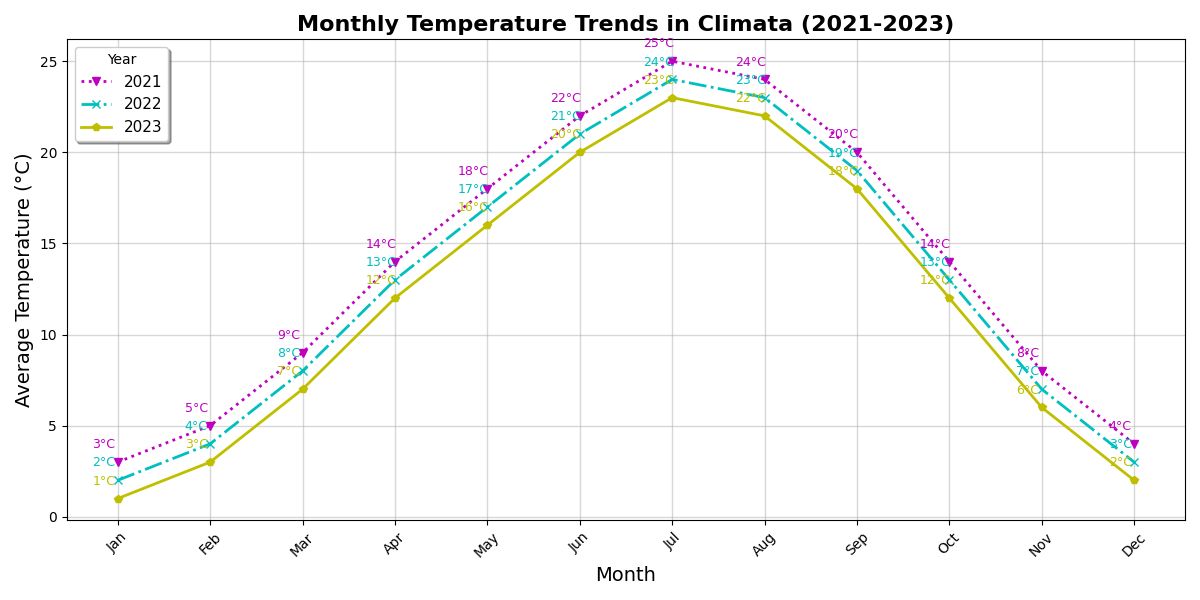 Monthly Temperature Trends in Climata (2021-2023)
Year
2021
2022
2023
Average Temperature (°C)
25
20
15
10
5
0
3°C
2°C
1°C
5°C
4°C
3°C
9°C
8°C
7°C
14°C
13°C
12°C
18°C
17°C
16°C
22°C
21°C
20°C
25°C
24°C
23°C
24°C
23°C
22°C
20°C
19°C
18°C
14°C
13°C
12°C
8°C
7°C
6°C
4°C
3°C
2°C
Jan
Feb
Mar
Apr
May
Jun
Jul
Aug
Sep
Oct
Nov
Dec
Month